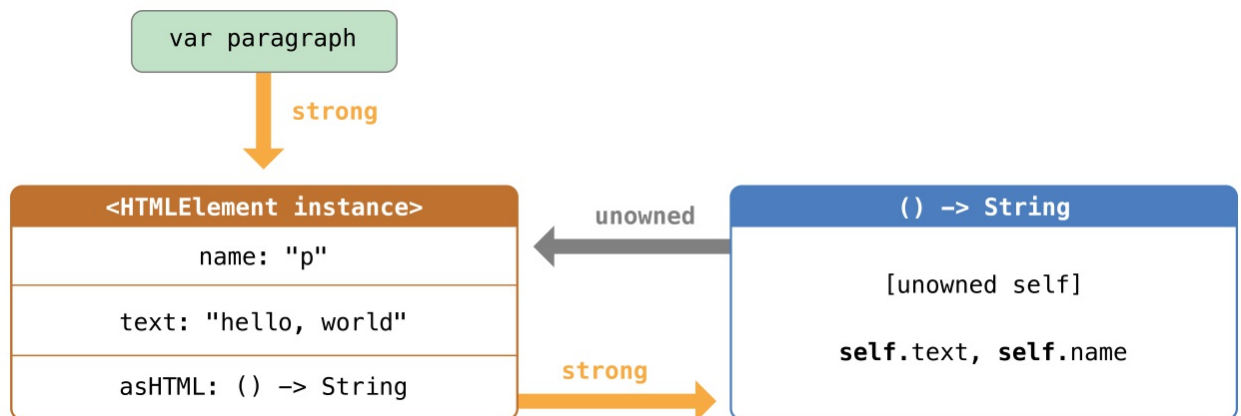 var paragraph
strong
<HTMLElement instance>
name: "p"
text: "hello, world"
asHTML: () -> String
unowned
strong
() -> String
[unowned self]
self.text, self.name